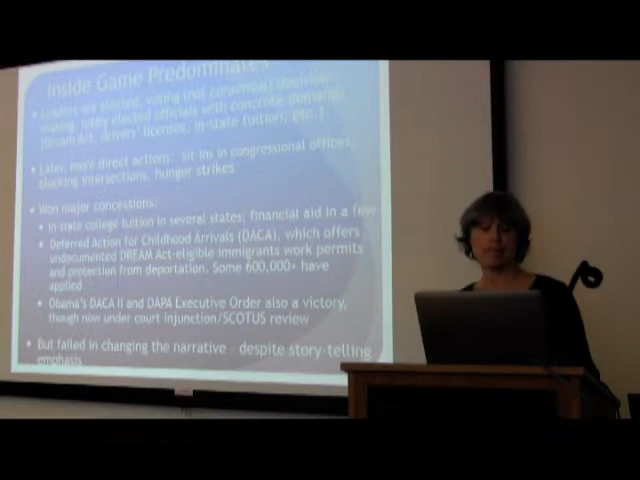 Inside Game Predominates
• Leaders are elected, voting (not consensus) decision-
making, lobby elected officials with concrete demands
(Dream Act, drivers' licenses, in-state tuition, etc.)
• Later, more direct actions: sit ins in congressional offices,
blocking intersections, hunger strikes
• Won major concessions:
• In-state college tuition in several states; financial aid in a few
• Deferred Action for Childhood Arrivals (DACA), which offers
undocumented DREAM Act-eligible immigrants work permits
and protection from deportation. Some 600,000+ have
applied
• Obama's DACA II and DAPA Executive Order also a victory,
though now under court injunction/SCOTUS review
• But failed in changing the narrative despite story-telling
emphasis